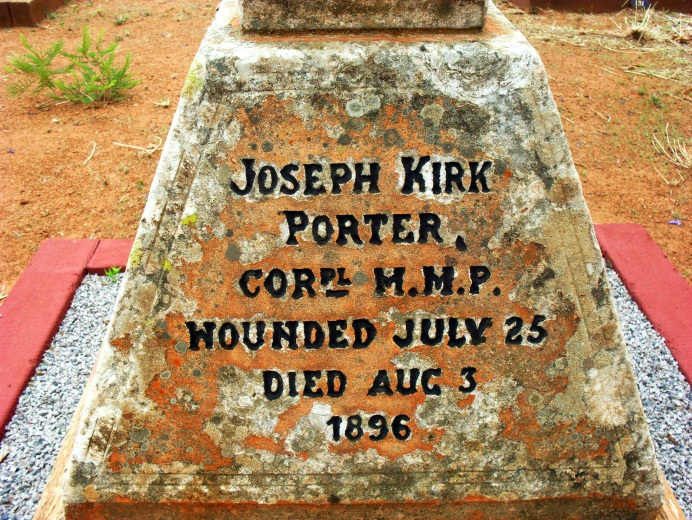 JOSEPH KIRK
PORTER,
CORPL M.M.P.
WOUNDED JULY 25
DIED AUG 3
1896